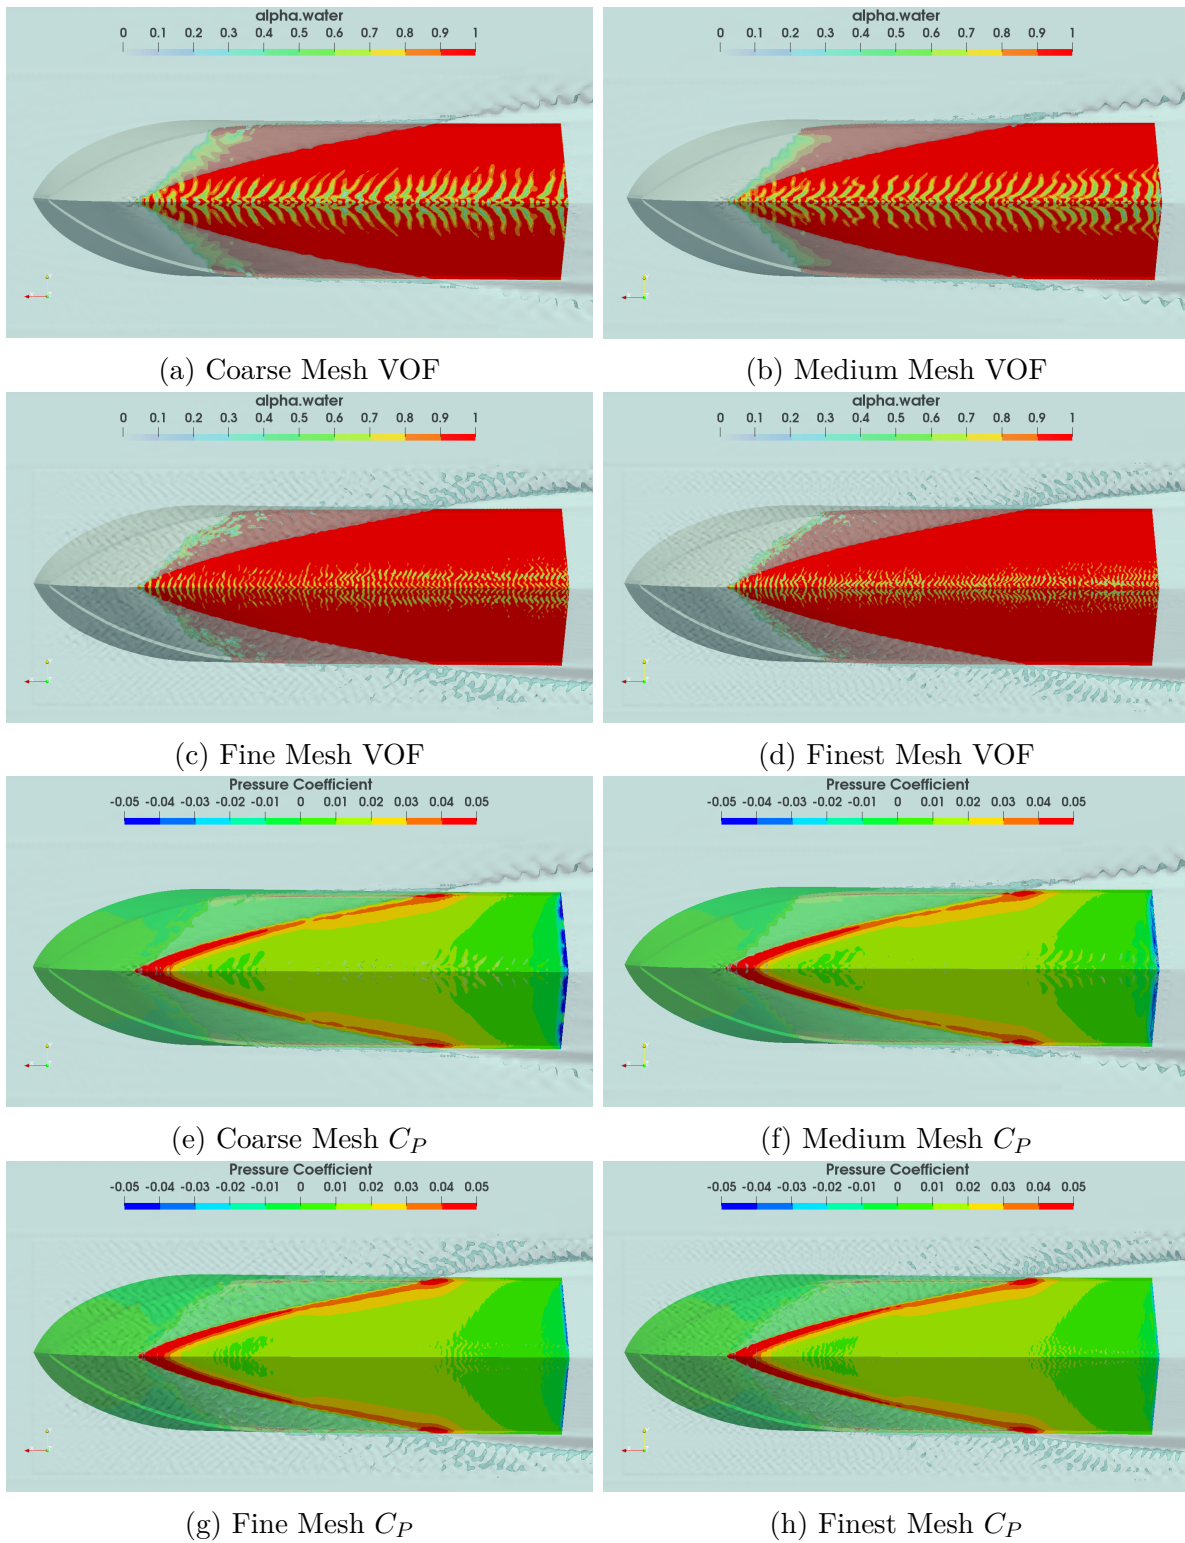 alpha.water
0 0.1 0.2 0.3 0.4 0.5 0.6 0.7 0.8 0.9 1
alpha.water
0 0.1 0.2 0.3 0.4 0.5 0.6 0.7 0.8 0.9 1
(a) Coarse Mesh VOF
(b) Medium Mesh VOF
alpha.water
0 0.1 0.2 0.3 0.4 0.5 0.6 0.7 0.8 0.9 1
alpha.water
0 0.1 0.2 0.3 0.4 0.5 0.6 0.7 0.8 0.9 1
(c) Fine Mesh VOF
(d) Finest Mesh VOF
Pressure Coefficient
-0.05 -0.04 -0.03 -0.02 -0.01 0 0.01 0.02 0.03 0.04 0.05
Pressure Coefficient
-0.05 -0.04 -0.03 -0.02 -0.01 0 0.01 0.02 0.03 0.04 0.05
(e) Coarse Mesh C_P
(f) Medium Mesh C_P
Pressure Coefficient
-0.05 -0.04 -0.03 -0.02 -0.01 0 0.01 0.02 0.03 0.04 0.05
Pressure Coefficient
-0.05 -0.04 -0.03 -0.02 -0.01 0 0.01 0.02 0.03 0.04 0.05
(g) Fine Mesh C_P
(h) Finest Mesh C_P